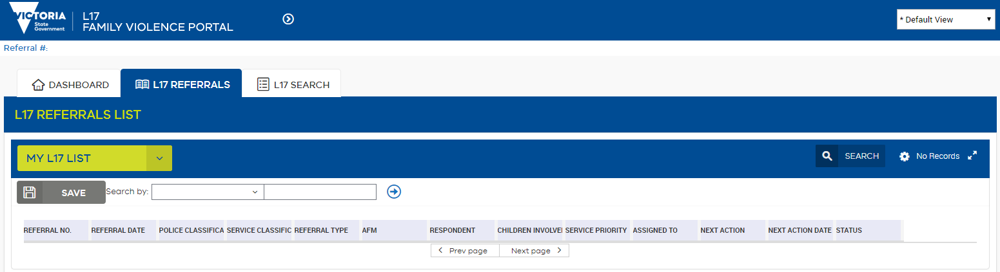 VICTORIA
State
Government
L17
FAMILY VIOLENCE PORTAL
* Default View
Referral #:
DASHBOARD
L17 REFERRALS
L17 SEARCH
L17 REFERRALS LIST
MY L17 LIST
SEARCH
No Records
SAVE
Search by:
REFERRAL NO. REFERRAL DATE POLICE CLASSIFICA SERVICE CLASSIFIC REFERRAL TYPE AFM RESPONDENT CHILDREN INVOLVE SERVICE PRIORITY ASSIGNED TO NEXT ACTION NEXT ACTION DATE STATUS
Prev page Next page